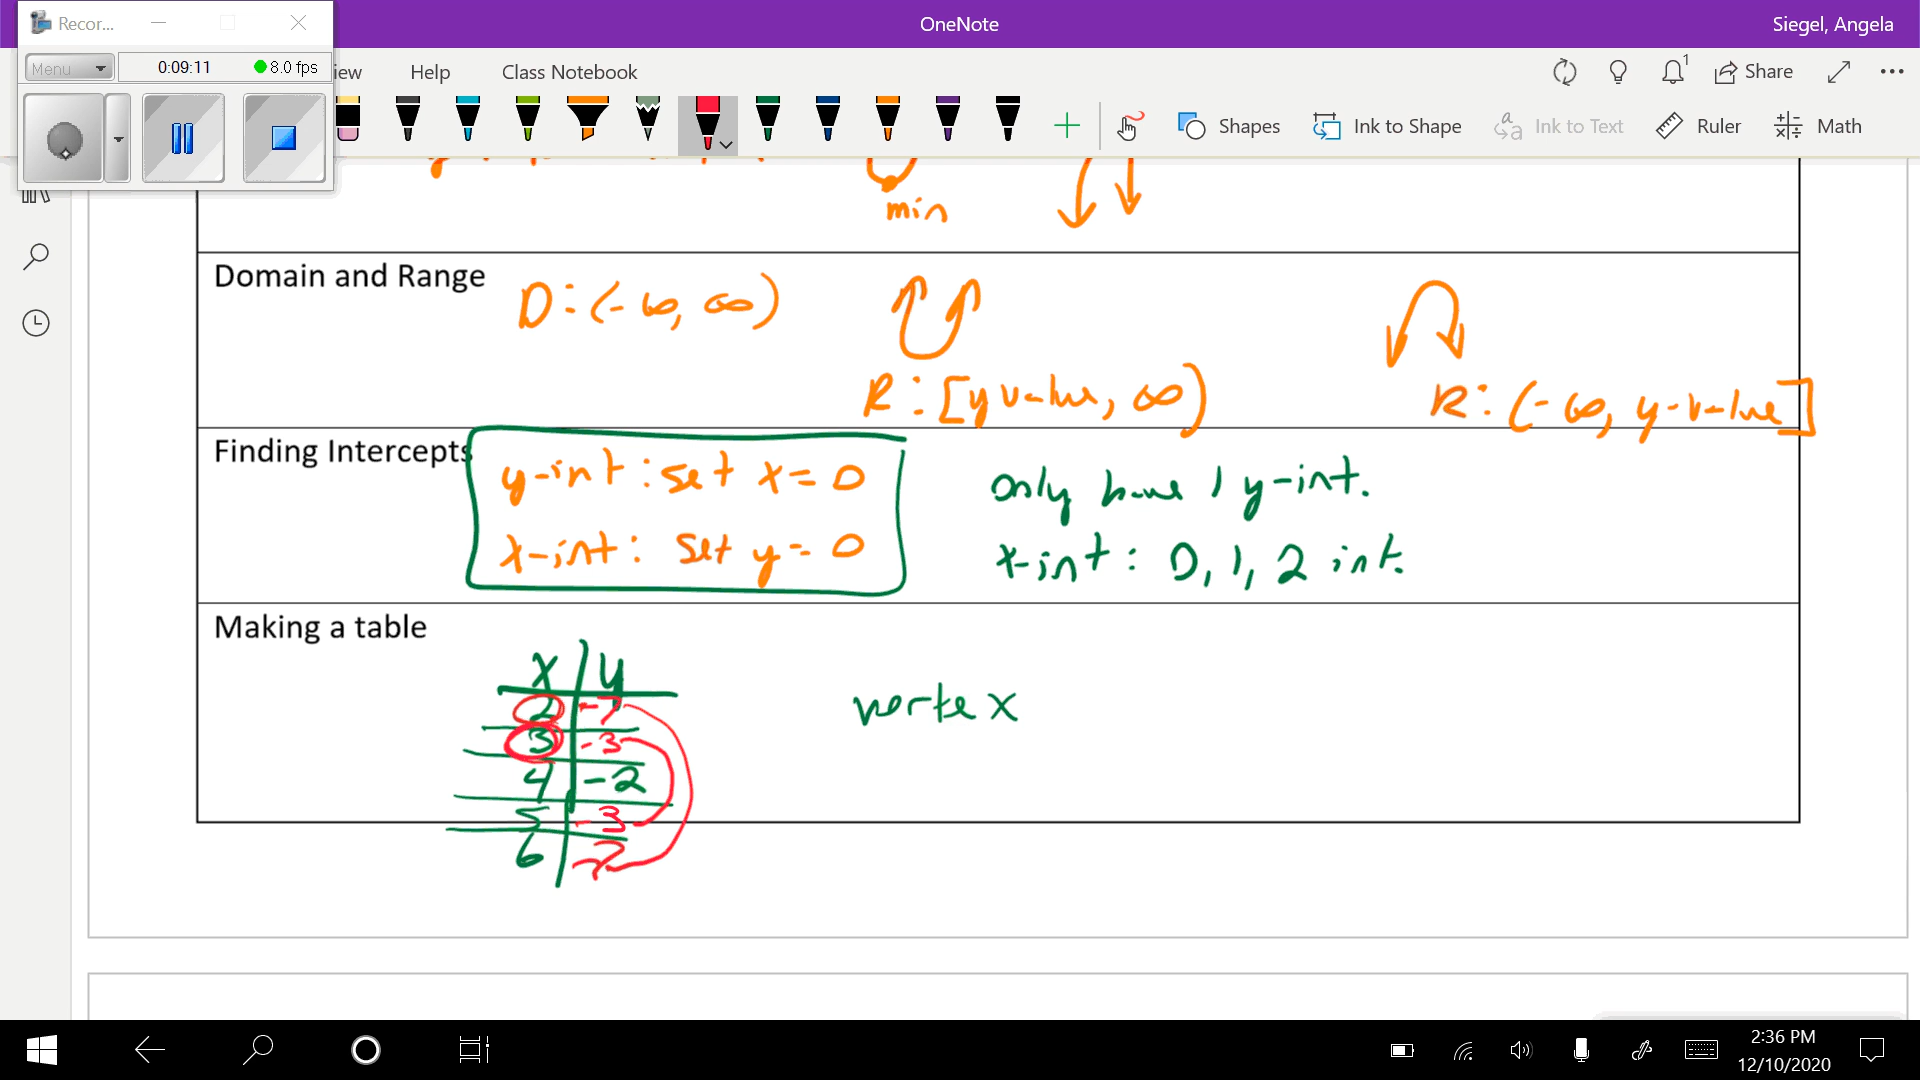 Recor...
OneNote
Siegel, Angela
Menu
0:09:11
8.0 fps
iew
Help
Class Notebook
1
Share
Shapes
Ink to Shape
Ink to Text
Ruler
Math
min
Domain and Range
D: (-∞, ∞)
R: [y value, ∞)
R: (-∞, y-value]
Finding Intercepts
y-int: set x = 0
x-int: set y = 0
only have 1 y-int.
x-int: 0, 1, 2 int.
Making a table
x y
2 -7
3 -3
4 -2
5 -3
6 -7
vertex
2:36 PM
12/10/2020